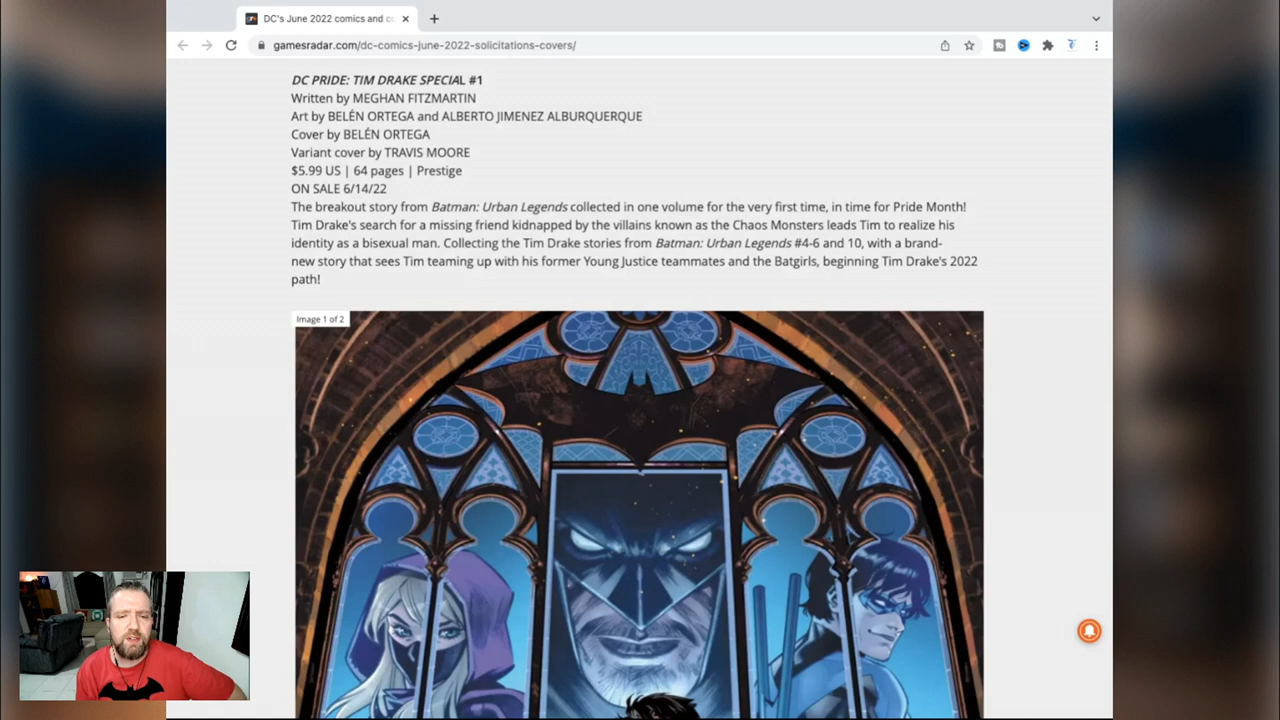 DC's June 2022 comics and co
gamesradar.com/dc-comics-june-2022-solicitations-covers/
DC PRIDE: TIM DRAKE SPECIAL #1
Written by MEGHAN FITZMARTIN
Art by BELÉN ORTEGA and ALBERTO JIMENEZ ALBURQUERQUE
Cover by BELÉN ORTEGA
Variant cover by TRAVIS MOORE
$5.99 US | 64 pages | Prestige
ON SALE 6/14/22
The breakout story from Batman: Urban Legends collected in one volume for the very first time, in time for Pride Month!
Tim Drake's search for a missing friend kidnapped by the villains known as the Chaos Monsters leads Tim to realize his
identity as a bisexual man. Collecting the Tim Drake stories from Batman: Urban Legends #4-6 and 10, with a brand-
new story that sees Tim teaming up with his former Young Justice teammates and the Batgirls, beginning Tim Drake's 2022
path!
Image 1 of 2